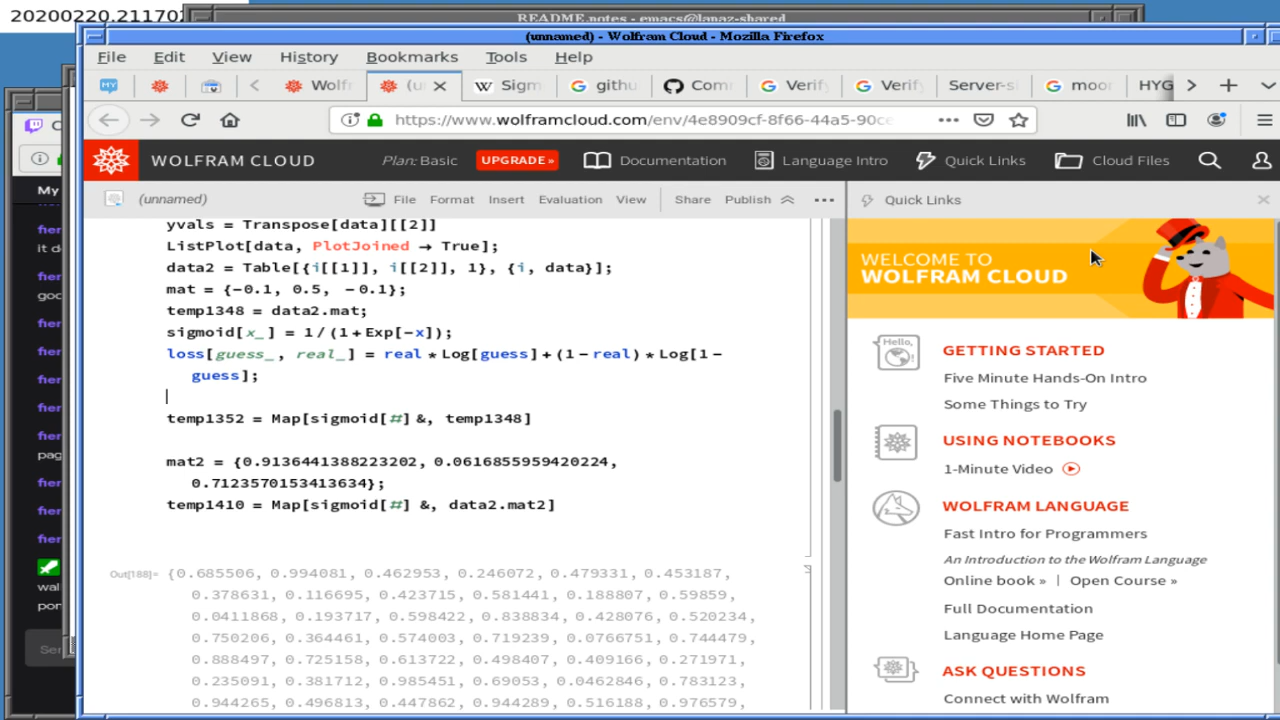 20200220.21170
README.notes - emacs@lanaz-shared
(unnamed) - Wolfram Cloud - Mozilla Firefox
File Edit View History Bookmarks Tools Help
Wolfr (u Sigm githu Com Verify Verify Server-s moo HYG
https://www.wolframcloud.com/env/4e8909cf-8f66-44a5-90ce
WOLFRAM CLOUD Plan: Basic UPGRADE » Documentation Language Intro Quick Links Cloud Files
(unnamed) File Format Insert Evaluation View Share Publish Quick Links
My
yvals = Transpose[data][[2]]
ListPlot[data, PlotJoined → True];
data2 = Table[{i[[1]], i[[2]], 1}, {i, data}];
mat = {-0.1, 0.5, -0.1};
temp1348 = data2.mat;
sigmoid[x_] = 1/(1+Exp[-x]);
loss[guess_, real_] = real*Log[guess]+(1-real)*Log[1-
guess];
temp1352 = Map[sigmoid[#]&, temp1348]
mat2 = {0.9136441388223202, 0.0616855959420224,
0.7123570153413634};
temp1410 = Map[sigmoid[#] &, data2.mat2]
Out[188]= {0.685506, 0.994081, 0.462953, 0.246072, 0.479331, 0.453187,
0.378631, 0.116695, 0.423715, 0.581441, 0.188807, 0.59859,
0.0411868, 0.193717, 0.598422, 0.838834, 0.428076, 0.520234,
0.750206, 0.364461, 0.574003, 0.719239, 0.0766751, 0.744479,
0.888497, 0.725158, 0.613722, 0.498407, 0.409166, 0.271971,
0.235091, 0.381712, 0.985451, 0.69053, 0.0462846, 0.783123,
0.944265, 0.496813, 0.447862, 0.944289, 0.516188, 0.976579,
WELCOME TO
WOLFRAM CLOUD
Hello,
GETTING STARTED
Five Minute Hands-On Intro
Some Things to Try
USING NOTEBOOKS
1-Minute Video
WOLFRAM LANGUAGE
Fast Intro for Programmers
An Introduction to the Wolfram Language
Online book » | Open Course »
Full Documentation
Language Home Page
ASK QUESTIONS
Connect with Wolfram